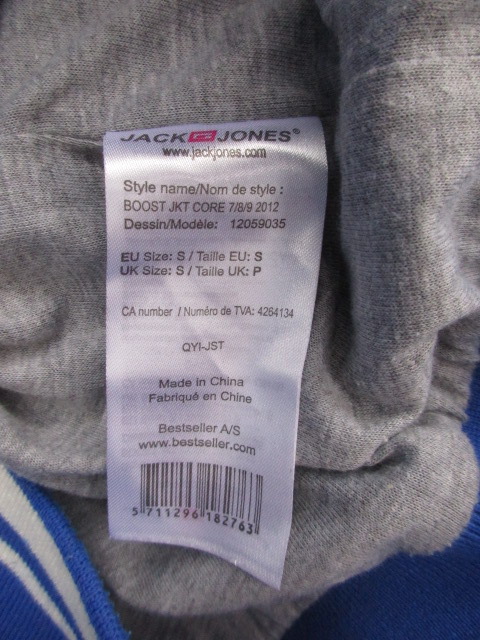 JACK JONES®
www.jackjones.com
Style name/Nom de style :
BOOST JKT CORE 7/8/9 2012
Dessin/Modèle: 12059035
EU Size: S / Taille EU: S
UK Size: S / Taille UK: P
CA number / Numéro de TVA: 4264134
QYI-JST
Made in China
Fabriqué en Chine
Bestseller A/S
www.bestseller.com
5 711296 182763